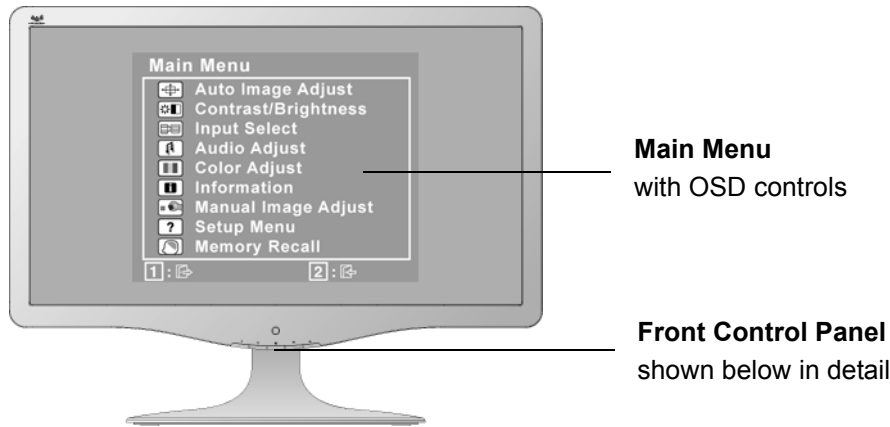 Main Menu
Auto Image Adjust
Contrast/Brightness
Input Select
Audio Adjust
Color Adjust
Information
Manual Image Adjust
? Setup Menu
Memory Recall
1 :
2 :
Main Menu
with OSD controls
Front Control Panel
shown below in detail